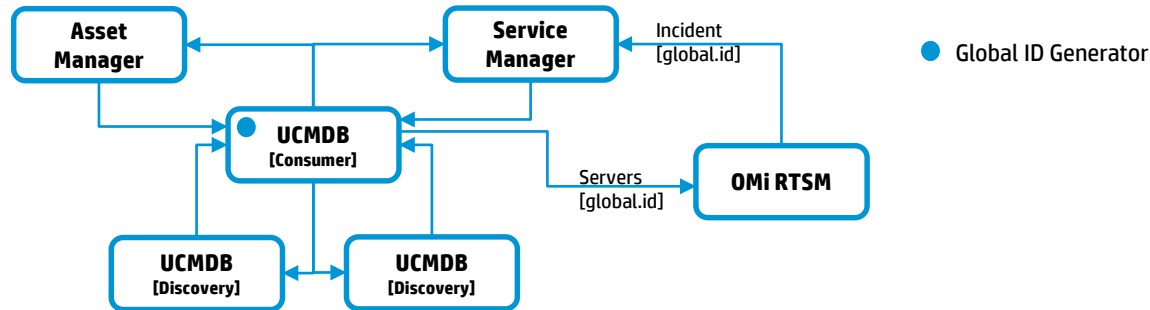 Asset
Manager
Service
Manager
Incident
[global.id]
Global ID Generator
UCMDB
[Consumer]
Servers
[global.id]
OMi RTSM
UCMDB
[Discovery]
UCMDB
[Discovery]